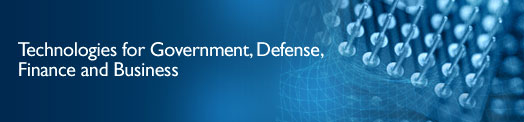 Technologies for Government, Defense,
Finance and Business